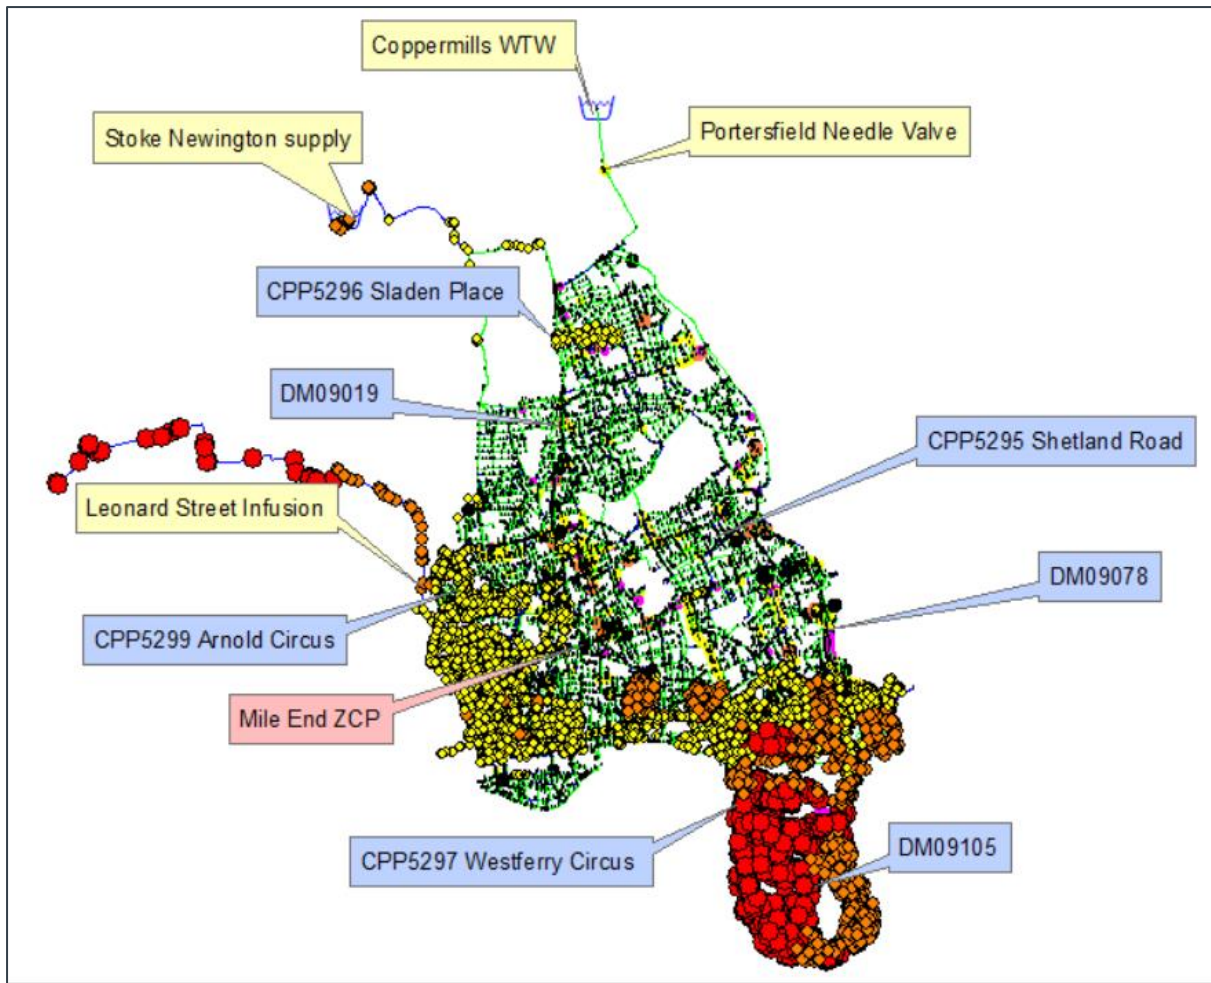 Coppermills WTW
Stoke Newington supply
Portersfield Needle Valve
CPP5296 Sladen Place
DM09019
CPP5295 Shetland Road
Leonard Street Infusion
DM09078
CPP5299 Arnold Circus
Mile End ZCP
CPP5297 Westferry Circus
DM09105